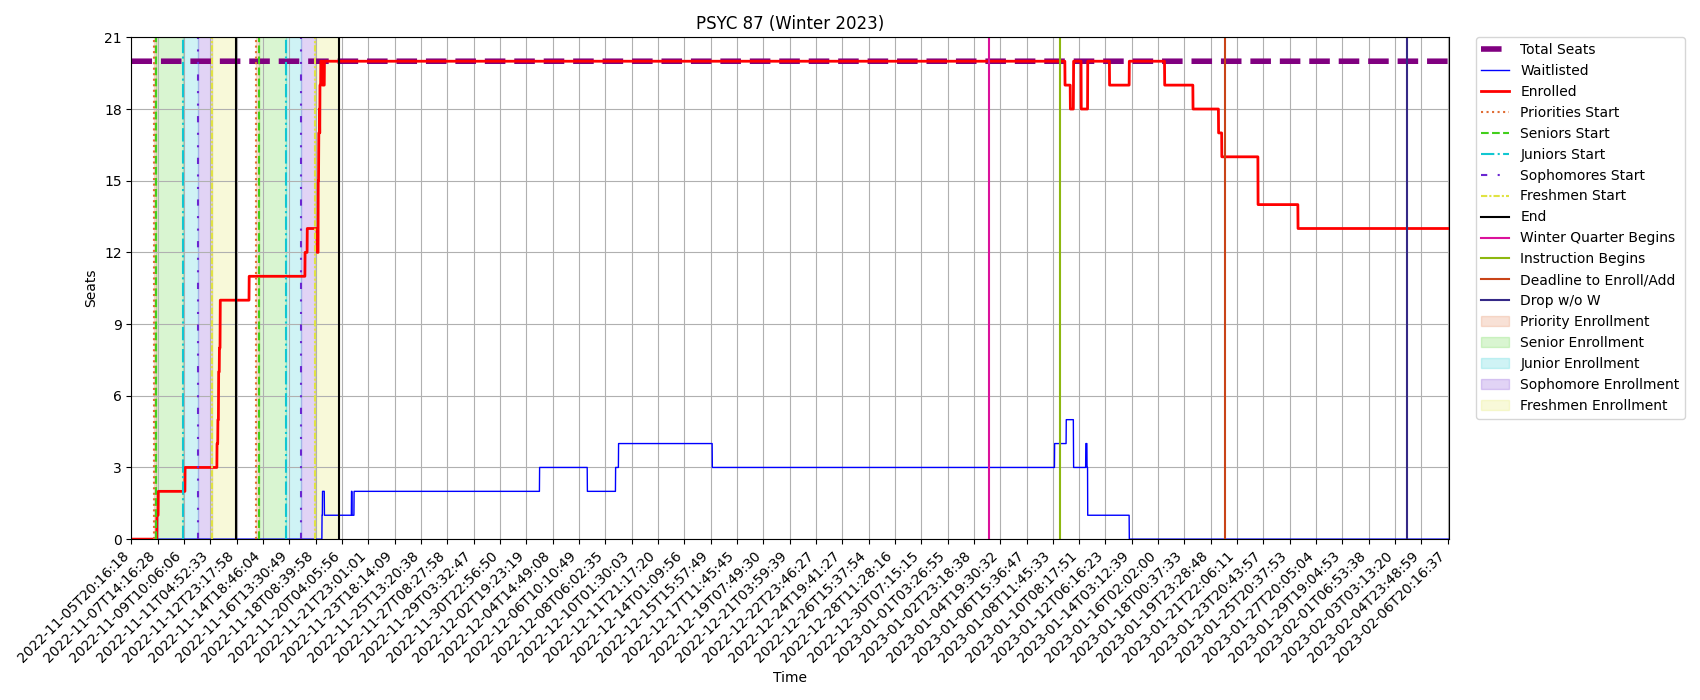 PSYC 87 (Winter 2023)
21
18
15
12
9
6
3
0
Seats
2022-11-05T20:16:18
2022-11-07T14:16:28
2022-11-09T10:06:06
2022-11-11T04:52:33
2022-11-12T23:17:58
2022-11-14T18:46:04
2022-11-16T13:30:49
2022-11-18T08:39:58
2022-11-20T04:05:56
2022-11-21T23:01:01
2022-11-23T18:14:09
2022-11-25T13:20:38
2022-11-27T08:27:58
2022-11-29T03:32:47
2022-11-30T22:56:50
2022-12-02T19:23:19
2022-12-04T14:49:08
2022-12-06T10:10:49
2022-12-08T06:02:35
2022-12-10T01:30:03
2022-12-11T21:17:20
2022-12-14T01:09:56
2022-12-15T15:57:49
2022-12-17T11:45:45
2022-12-19T07:49:30
2022-12-21T03:59:39
2022-12-22T23:46:27
2022-12-24T19:41:27
2022-12-26T15:37:54
2022-12-28T11:28:16
2022-12-30T07:15:15
2023-01-01T03:26:55
2023-01-02T23:18:38
2023-01-04T19:30:32
2023-01-06T15:36:47
2023-01-08T11:45:33
2023-01-10T08:17:51
2023-01-12T06:16:23
2023-01-14T03:12:39
2023-01-16T02:02:00
2023-01-18T00:37:33
2023-01-19T23:28:48
2023-01-21T22:06:11
2023-01-23T20:43:57
2023-01-25T20:37:53
2023-01-27T20:05:04
2023-01-29T19:04:53
2023-02-01T06:53:38
2023-02-03T03:13:20
2023-02-04T23:48:59
2023-02-06T20:16:37
Time
Total Seats
Waitlisted
Enrolled
Priorities Start
Seniors Start
Juniors Start
Sophomores Start
Freshmen Start
End
Winter Quarter Begins
Instruction Begins
Deadline to Enroll/Add
Drop w/o W
Priority Enrollment
Senior Enrollment
Junior Enrollment
Sophomore Enrollment
Freshmen Enrollment